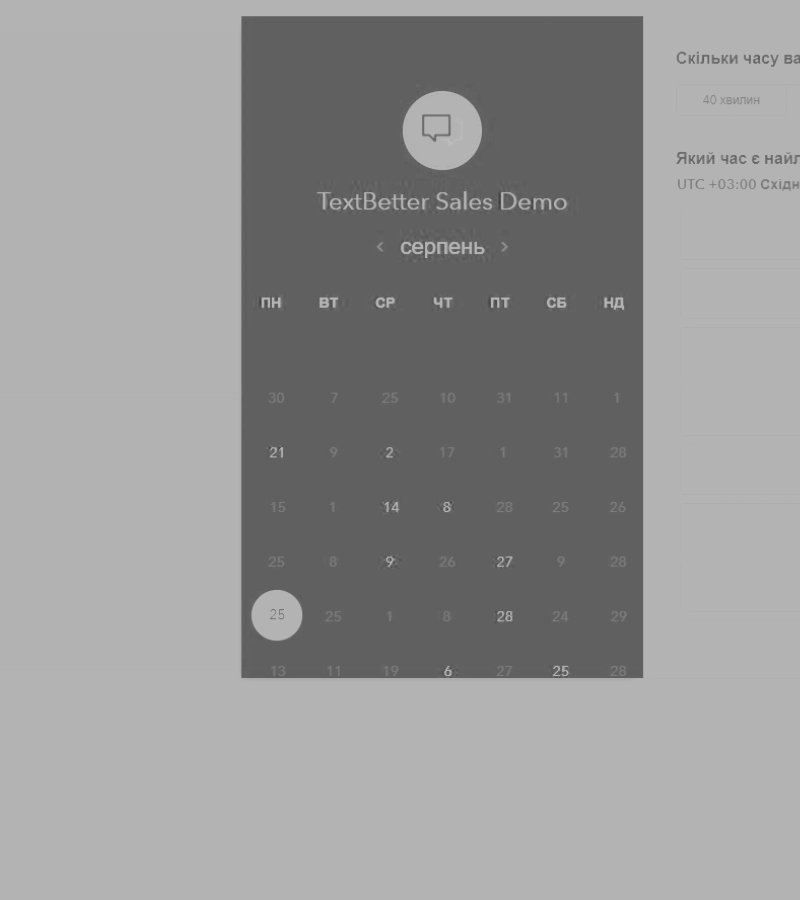 TextBetter Sales Demo
‹ серпень ›
ПН ВТ СР ЧТ ПТ СБ НД
30 7 25 10 31 11 1
21 9 2 17 1 31 28
15 1 14 8 28 25 26
25 8 9 26 27 9 28
25 25 1 8 28 24 29
13 11 19 6 27 25 28
Скільки часу ва
40 хвилин
Який час є найл
UTC +03:00 Східн